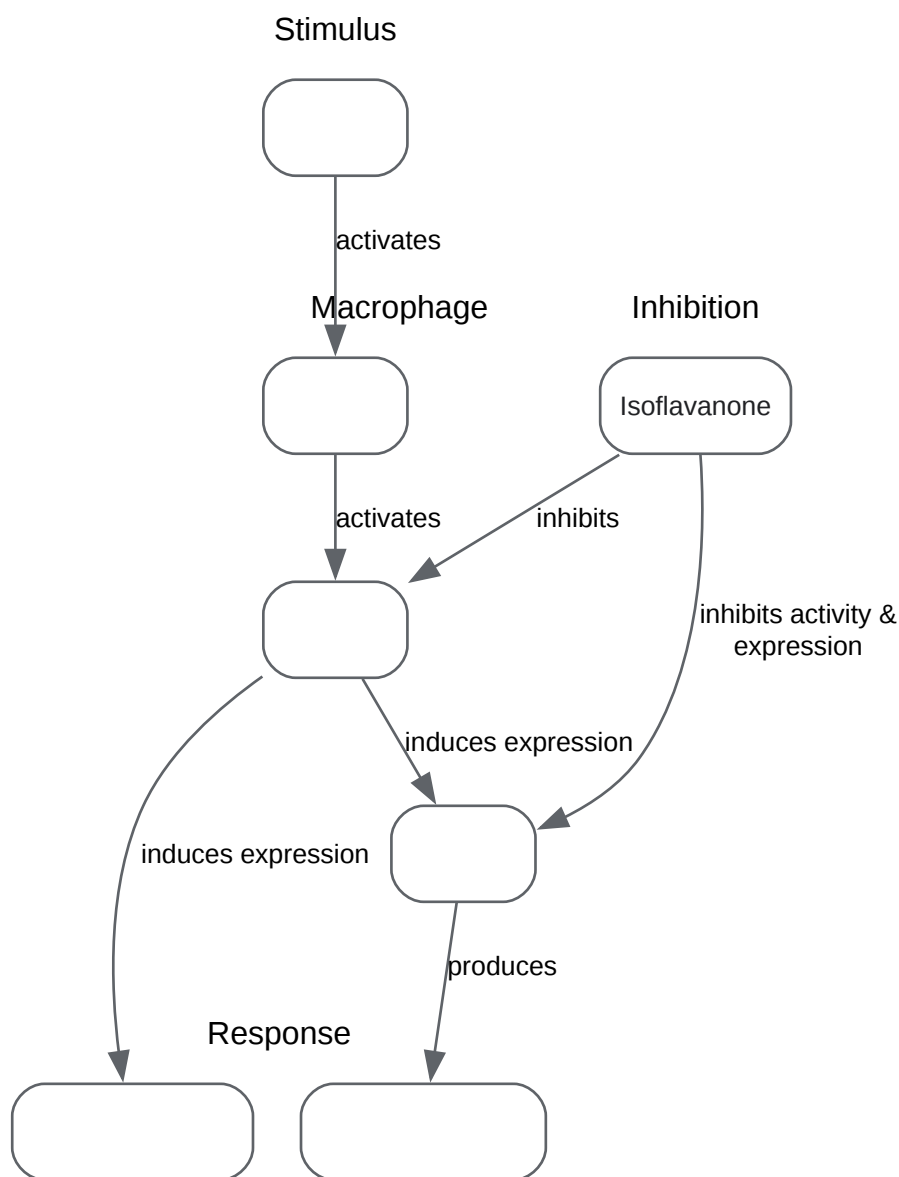 Stimulus
activates
Macrophage
Inhibition
Isoflavanone
activates
inhibits
inhibits activity &
expression
induces expression
induces expression
produces
Response